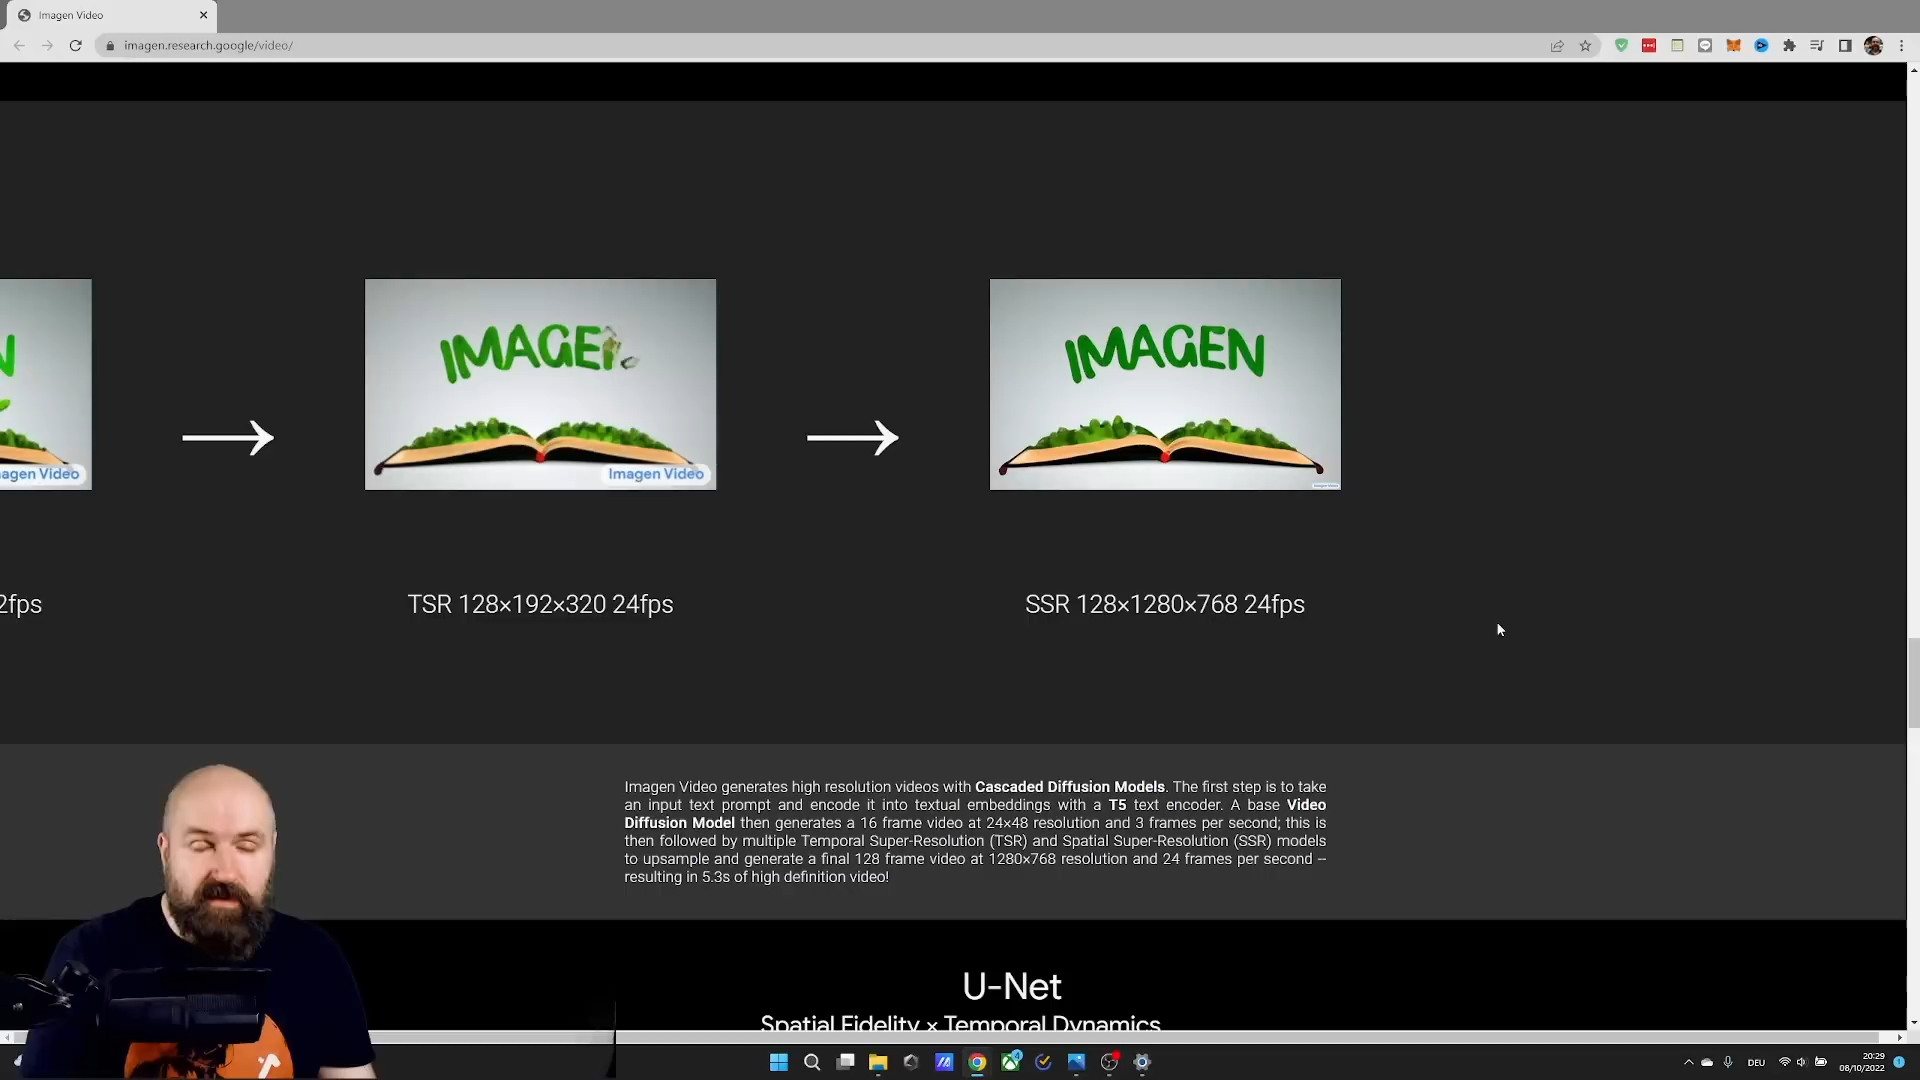 Imagen Video
imagen.research.google/video/
IMAGE
IMAGEN
N
agen Video
Imagen Video
Imagen Video
2fps
TSR 128×192×320 24fps
SSR 128×1280×768 24fps
Imagen Video generates high resolution videos with Cascaded Diffusion Models. The first step is to take
an input text prompt and encode it into textual embeddings with a T5 text encoder. A base Video
Diffusion Model then generates a 16 frame video at 24×48 resolution and 3 frames per second; this is
then followed by multiple Temporal Super-Resolution (TSR) and Spatial Super-Resolution (SSR) models
to upsample and generate a final 128 frame video at 1280×768 resolution and 24 frames per second --
resulting in 5.3s of high definition video!
U-Net
Spatial Fidelity × Temporal Dynamics
4
DEU
20:29
08/10/2022
1